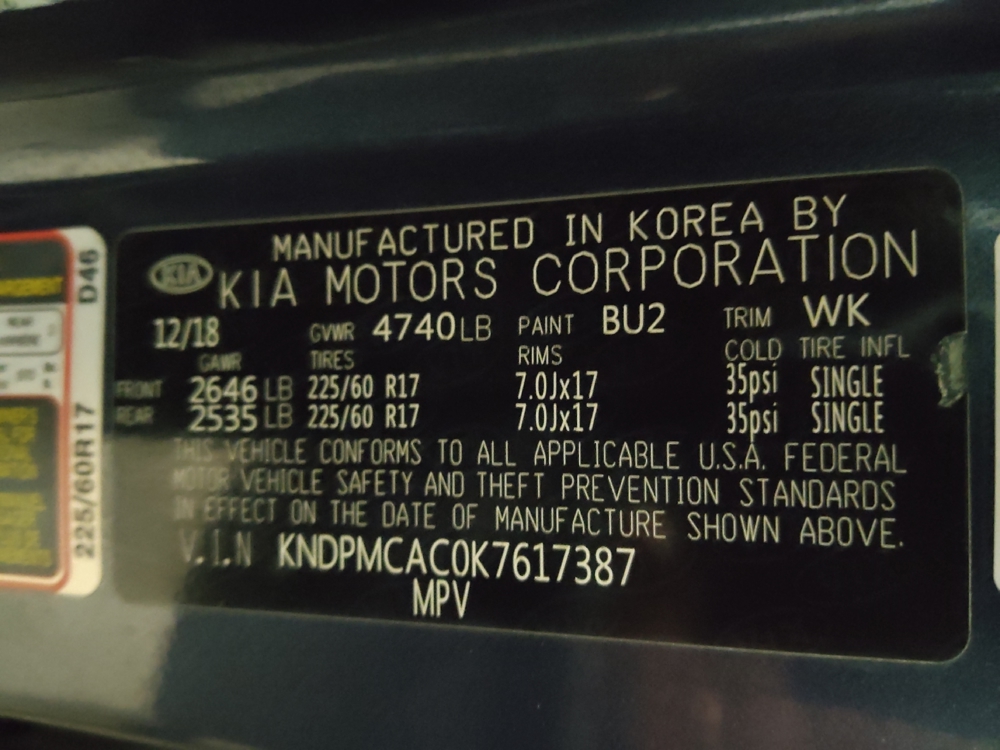 MANUFACTURED IN KOREA BY
KIA KIA MOTORS CORPORATION
12/18 GVWR 4740LB PAINT BU2 TRIM WK
GAWR TIRES RIMS COLD TIRE INFL
FRONT 2646 LB 225/60 R17 7.0Jx17 35psi SINGLE
REAR 2535 LB 225/60 R17 7.0Jx17 35psi SINGLE
THIS VEHICLE CONFORMS TO ALL APPLICABLE U.S.A. FEDERAL
MOTOR VEHICLE SAFETY AND THEFT PREVENTION STANDARDS
IN EFFECT ON THE DATE OF MANUFACTURE SHOWN ABOVE.
V.I.N KNDPMCAC0K7617387
MPV
225/60R17 D46
REAR